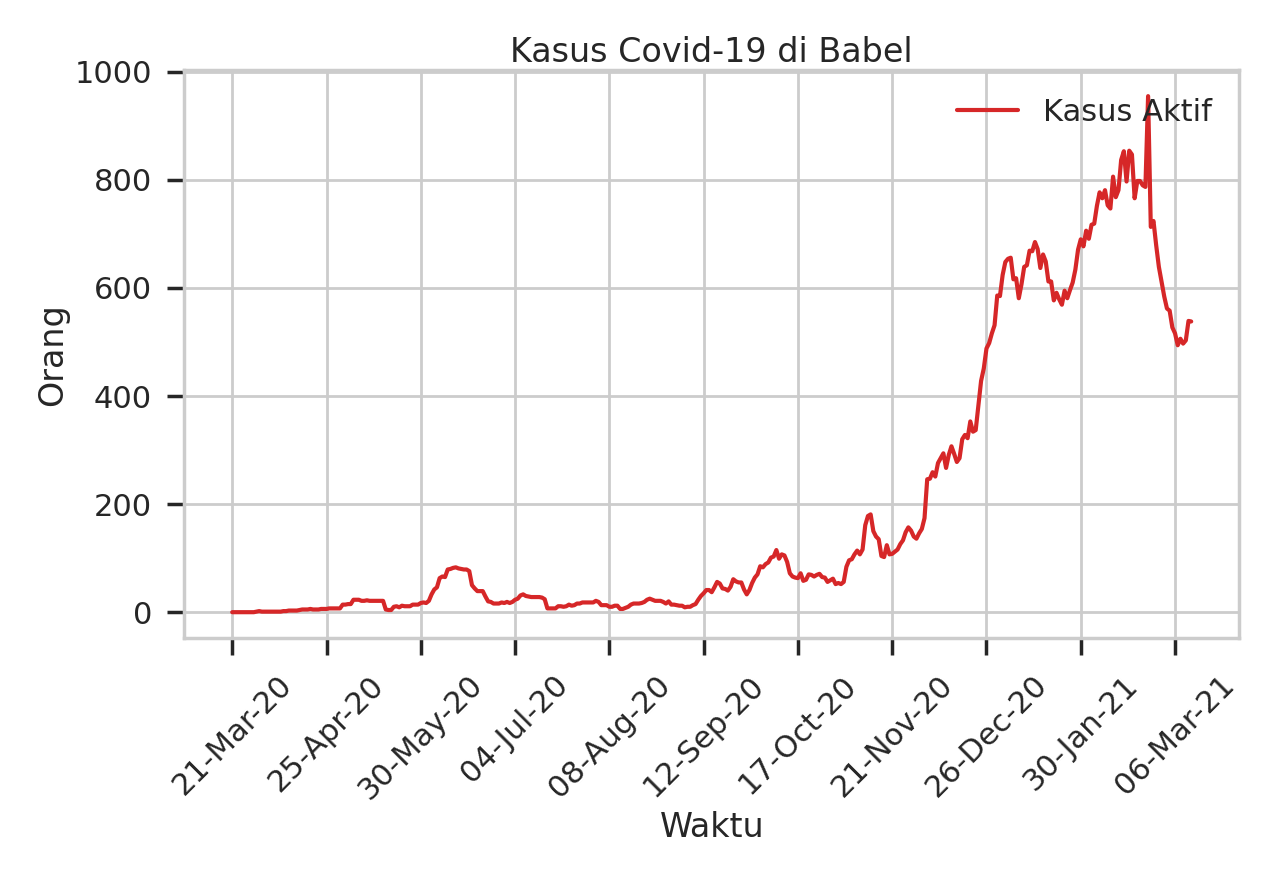 Kasus Covid-19 di Babel
Kasus Aktif
Orang
1000
800
600
400
200
0
21-Mar-20
25-Apr-20
30-May-20
04-Jul-20
08-Aug-20
12-Sep-20
17-Oct-20
21-Nov-20
26-Dec-20
30-Jan-21
06-Mar-21
Waktu